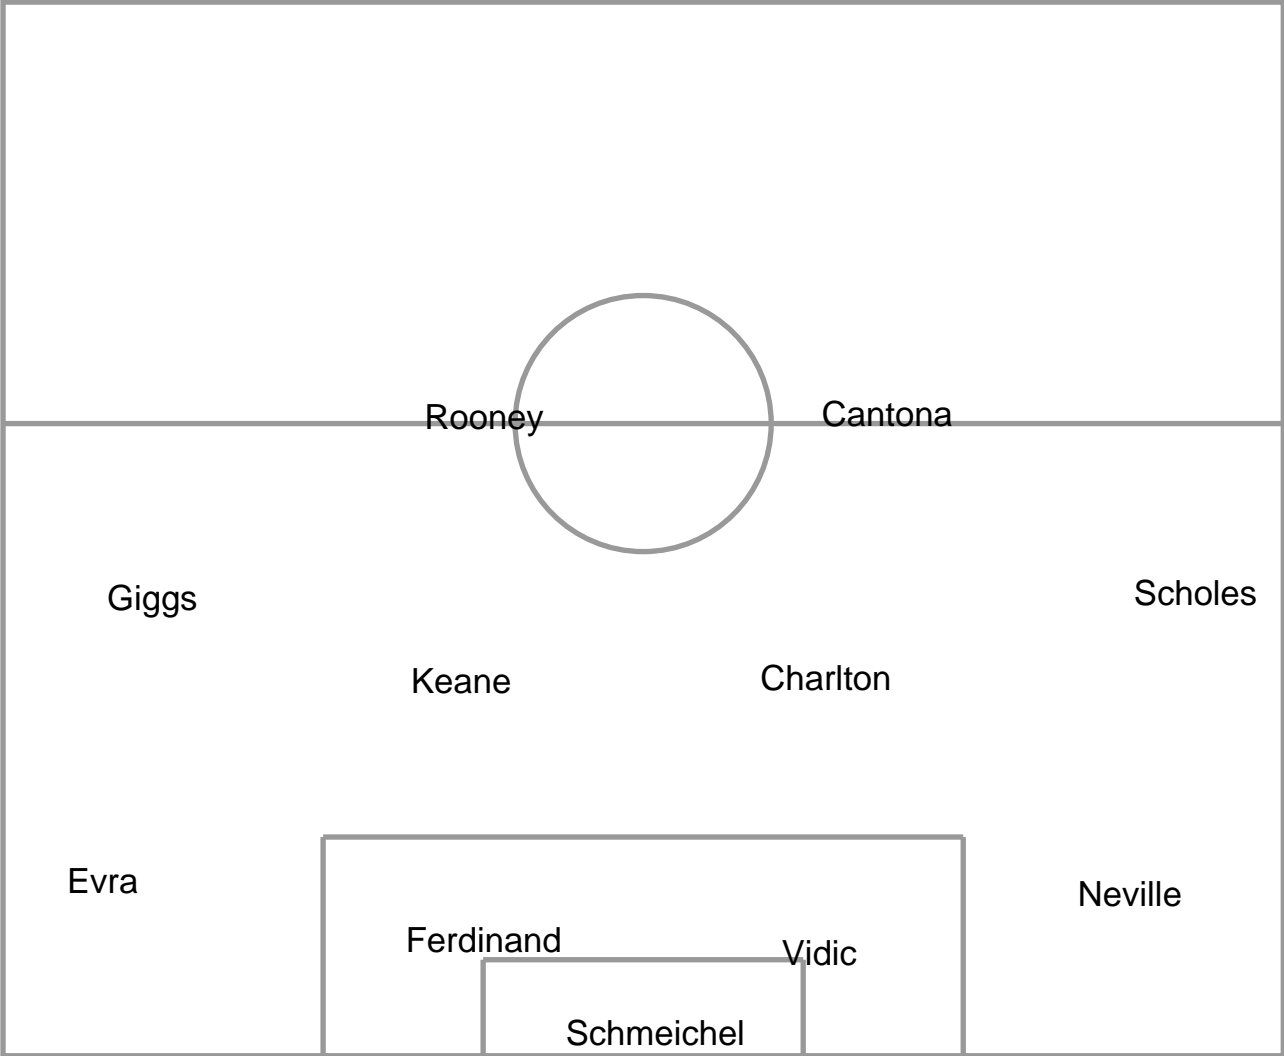 Rooney
Cantona
Giggs
Scholes
Keane
Charlton
Evra
Neville
Ferdinand
Vidic
Schmeichel